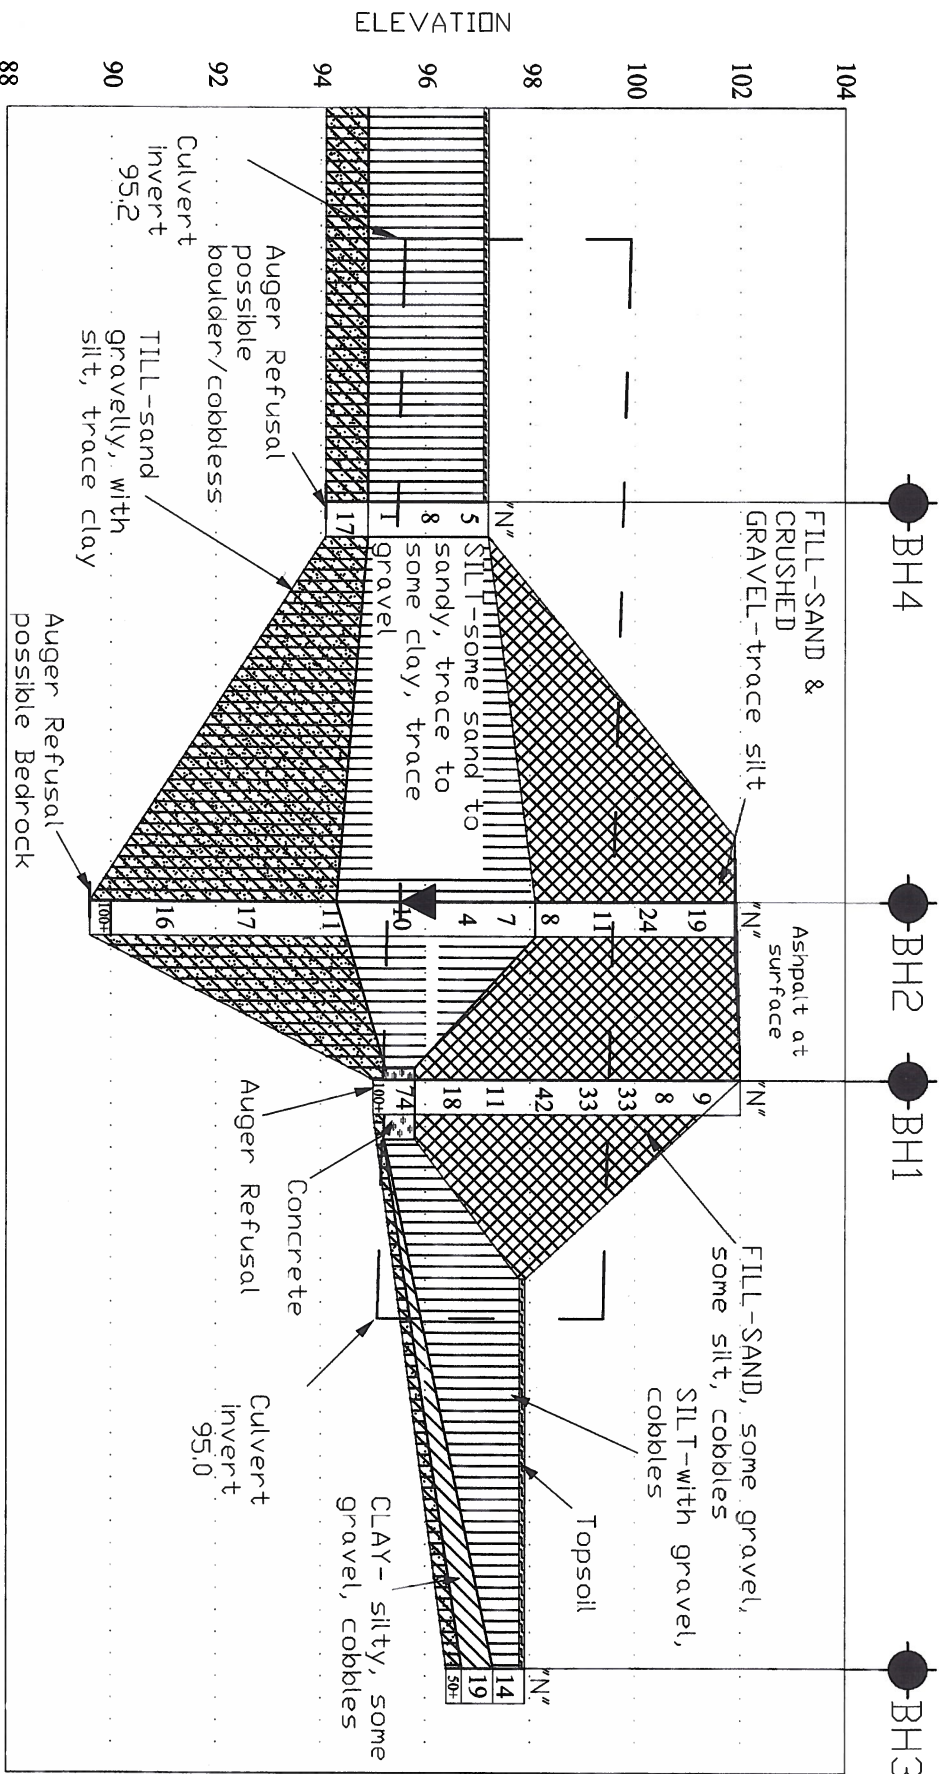 ELEVATION
104
102
100
98
96
94
92
90
88
BH4
BH2
BH1
BH3
FILL-SAND &
CRUSHED
GRAVEL-trace silt
Ashpalt at
surface
FILL-SAND, some gravel,
some silt, cobbles
SILT-with gravel,
cobbles
Topsoil
"N"
5
8
1
17
"N"
19
24
11
8
7
4
10
11
17
16
100+
"N"
9
8
33
33
42
11
18
74
100+
"N"
14
19
50+
SILT-some sand to
sandy, trace to
some clay, trace
gravel
Culvert
invert
95.2
Auger Refusal
possible
boulder/cobbless
TILL-sand
gravelly, with
silt, trace clay
Auger Refusal
possible Bedrock
Auger Refusal
Concrete
Culvert
invert
95.0
CLAY- silty, some
gravel, cobbles